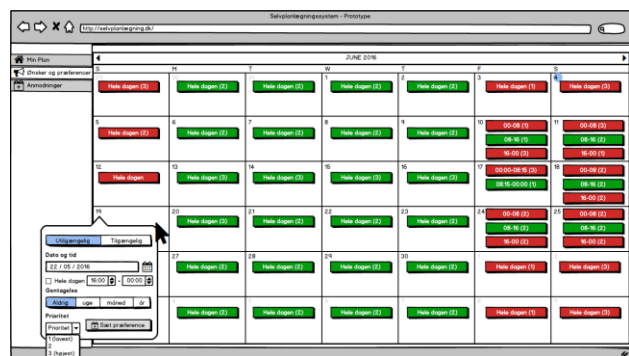 Selvplanlægningssystem - Prototype
http://selvplanlægning.dk/
Min Plan
Ønsker og præferencer
Anmodninger
JUNE 2016
S M T W T F S
1 2 3 4
Hele dagen (3) Hele dagen (2) Hele dagen (2) Hele dagen (2) Hele dagen (2) Hele dagen (1) Hele dagen (3)
5 6 7 8 9 10 11
Hele dagen (2) Hele dagen (2) Hele dagen (2) Hele dagen (2) Hele dagen (2) 00-08 (1) 00-08 (3)
08-16 (1) 08-16 (2)
16-00 (1) 16-00 (3)
12 13 14 15 16 17 18
Hele dagen Hele dagen (3) Hele dagen (3) Hele dagen (3) Hele dagen (3) 00:00-08:15 (3) 00-08 (2)
08:15-00:00 (1) 08-16 (2)
16-00 (2)
19 20 21 22 23 24 25
Hele dagen (3) Hele dagen (2) Hele dagen (2) Hele dagen (2) 00-08 (2) 00-08 (2)
08-16 (2) 08-16 (2)
16-00 (2) 16-00 (2)
27 28 29 30
Hele dagen (2) Hele dagen (2) Hele dagen (2) Hele dagen (2) Hele dagen (1) Hele dagen (3)
Hele dagen (2) Hele dagen (2) Hele dagen (2) Hele dagen (2) Hele dagen (1) Hele dagen (3)
Utilgængelig Tilgængelig
Dato og tid
22 / 05 / 2016
Hele dagen 16:00 - 00:00
Gentagelse
Aldrig uge måned år
Prioritet
Prioritet Sæt præference
1 (lavest)
2
3 (højest)